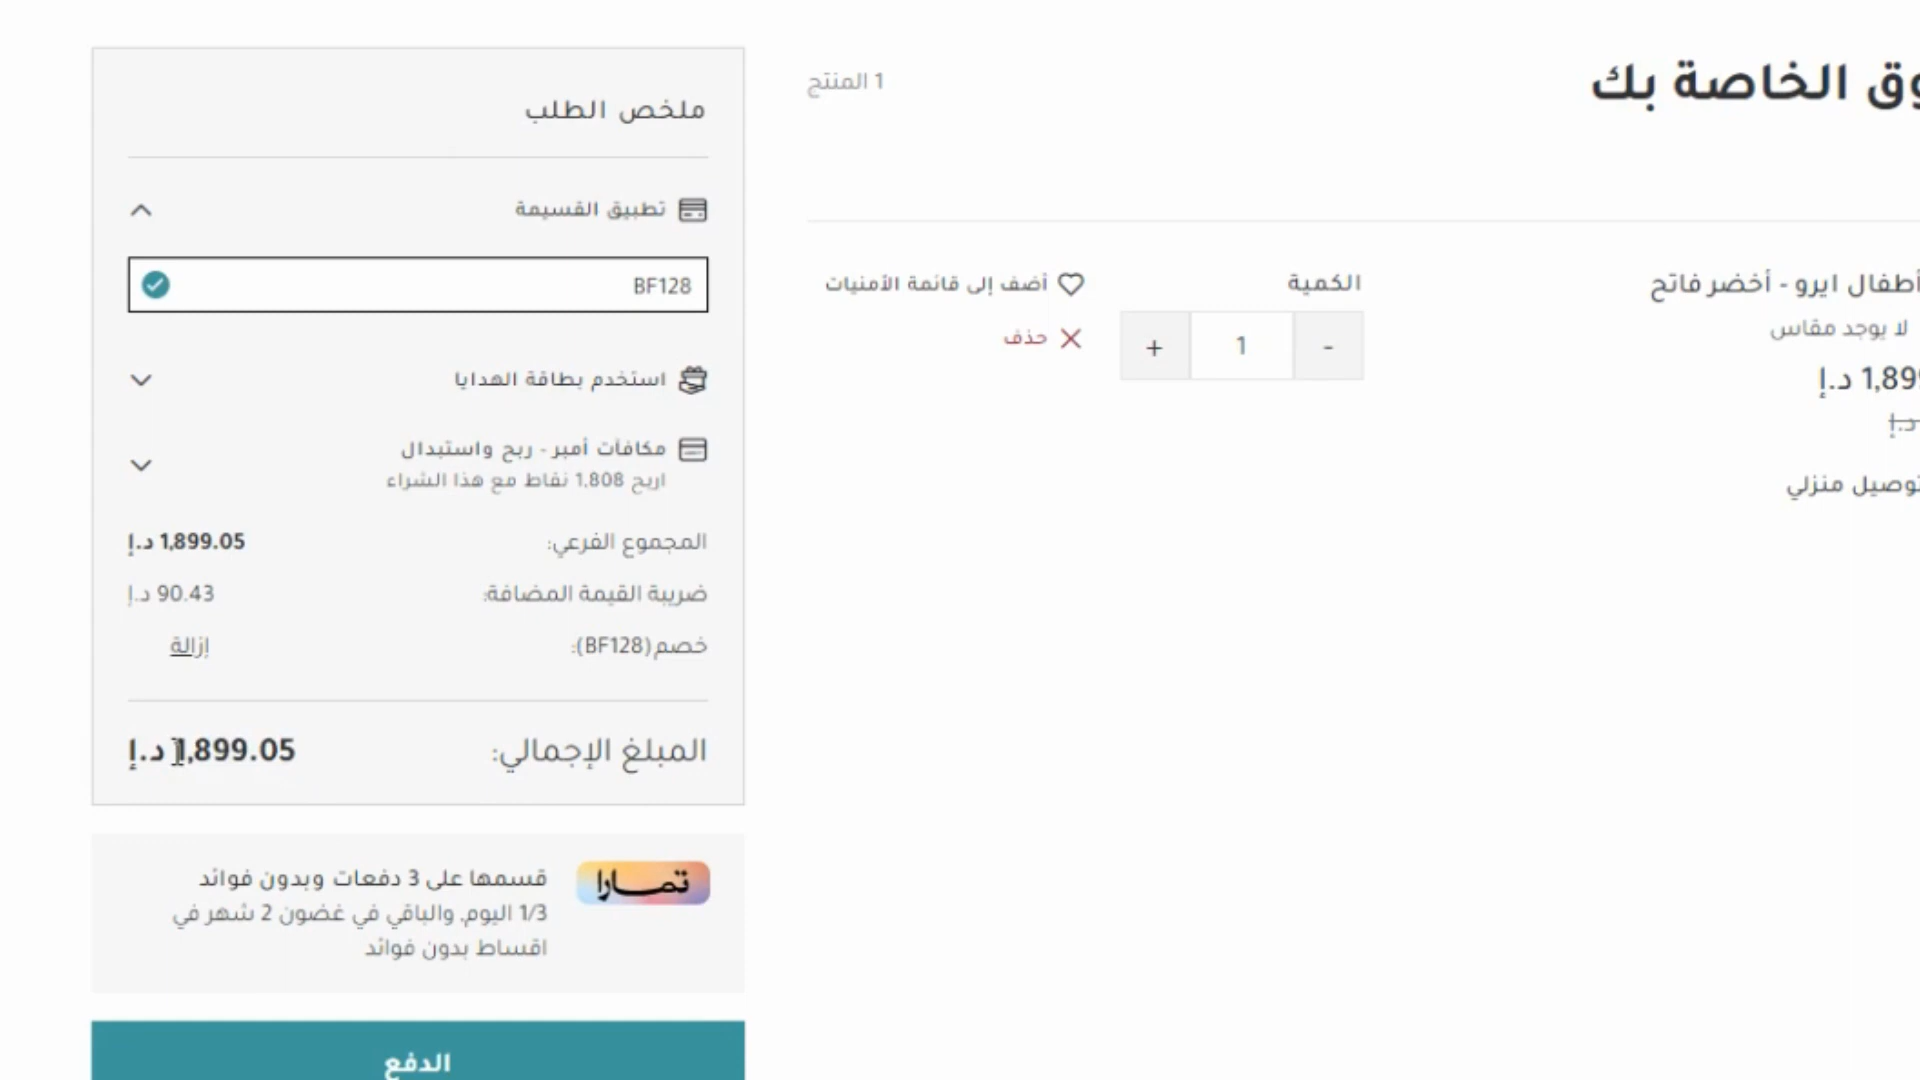 وق الخاصة بك
1 المنتج
أطفال ايرو - أخضر فاتح
لا يوجد مقاس
1,899 د.إ
د.إ
توصيل منزلي
الكمية
- 1 +
أضف إلى قائمة الأمنيات
حذف
ملخص الطلب
تطبيق القسيمة
BF128
استخدم بطاقة الهدايا
مكافآت أمبر - ربح واستبدال
اربح 1,808 نقاط مع هذا الشراء
المجموع الفرعي: 1,899.05 د.إ
ضريبة القيمة المضافة: 90.43 د.إ
خصم(BF128): إزالة
المبلغ الإجمالي: 1,899.05 د.إ
تمارا
قسمها على 3 دفعات وبدون فوائد
1/3 اليوم, والباقي في غضون 2 شهر في
اقساط بدون فوائد
الدفع